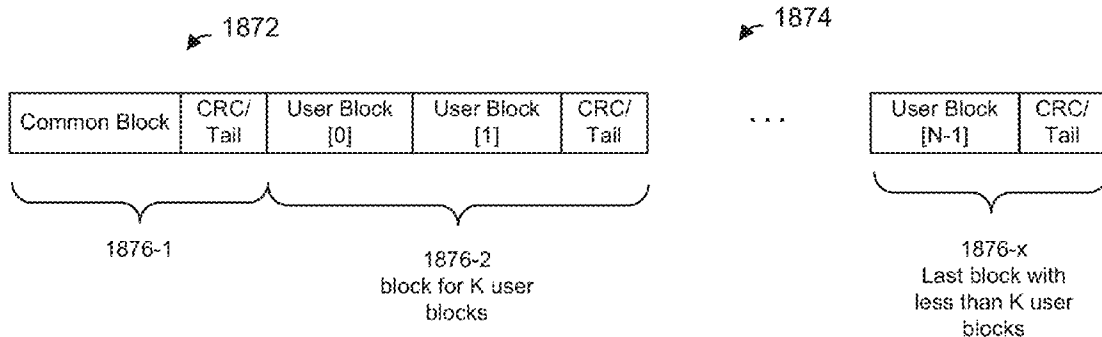 1872
1874
Common Block
CRC/
Tail
User Block
[0]
User Block
[1]
CRC/
Tail
. . .
User Block
[N-1]
CRC/
Tail
1876-1
1876-2
block for K user
blocks
1876-x
Last block with
less than K user
blocks